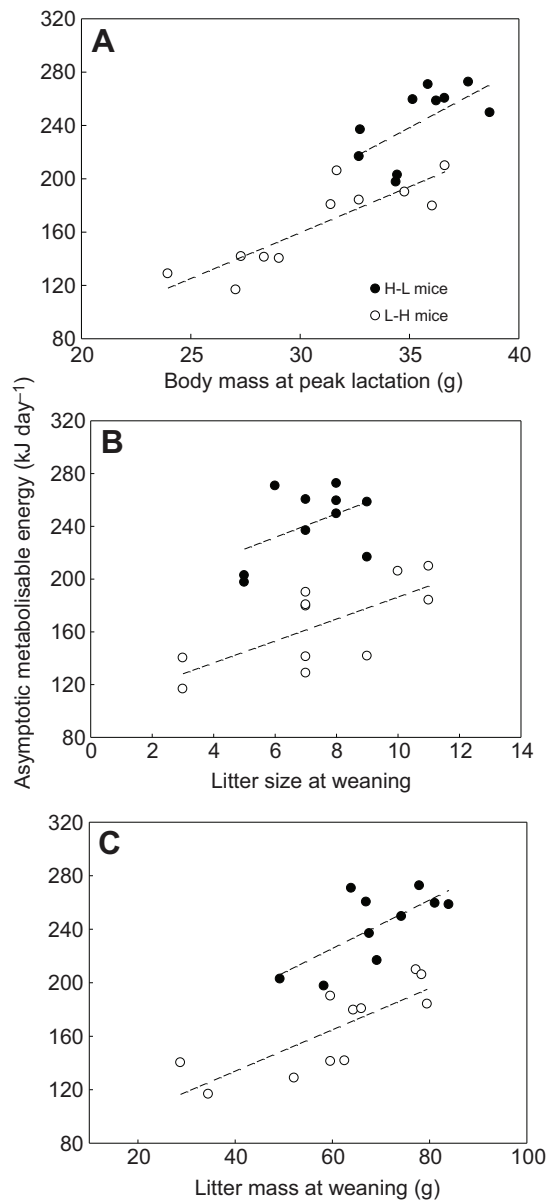 Asymptotic metabolisable energy (kJ day⁻¹)
A
320
280
240
200
160
120
80
H-L mice
L-H mice
20 25 30 35 40
Body mass at peak lactation (g)
B
320
280
240
200
160
120
80
0 2 4 6 8 10 12 14
Litter size at weaning
C
320
280
240
200
160
120
80
20 40 60 80 100
Litter mass at weaning (g)